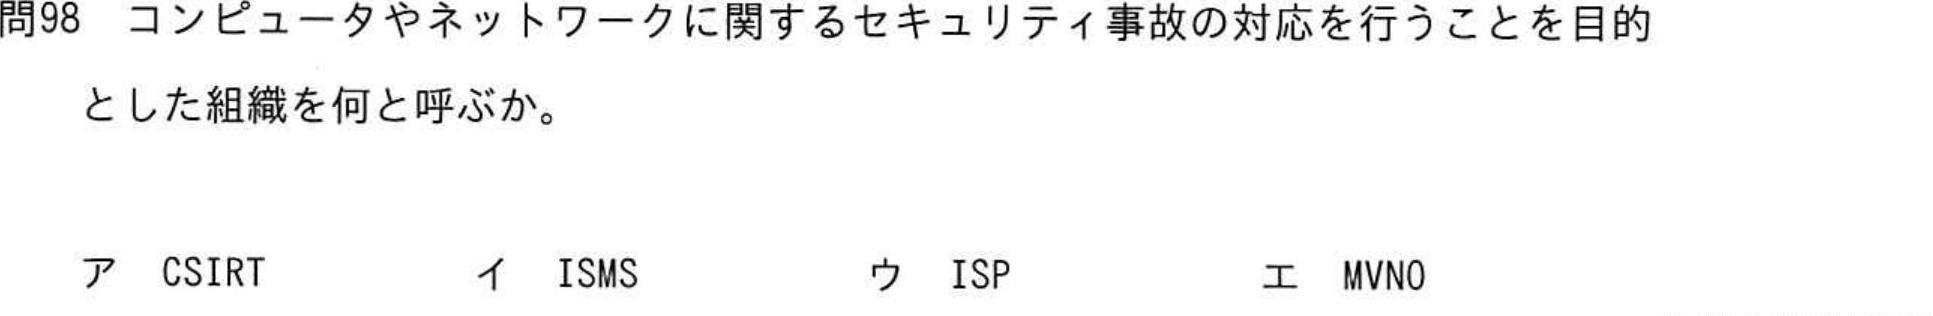 問98　コンピュータやネットワークに関するセキュリティ事故の対応を行うことを目的
とした組織を何と呼ぶか。
ア　CSIRT　イ　ISMS　ウ　ISP　エ　MVNO